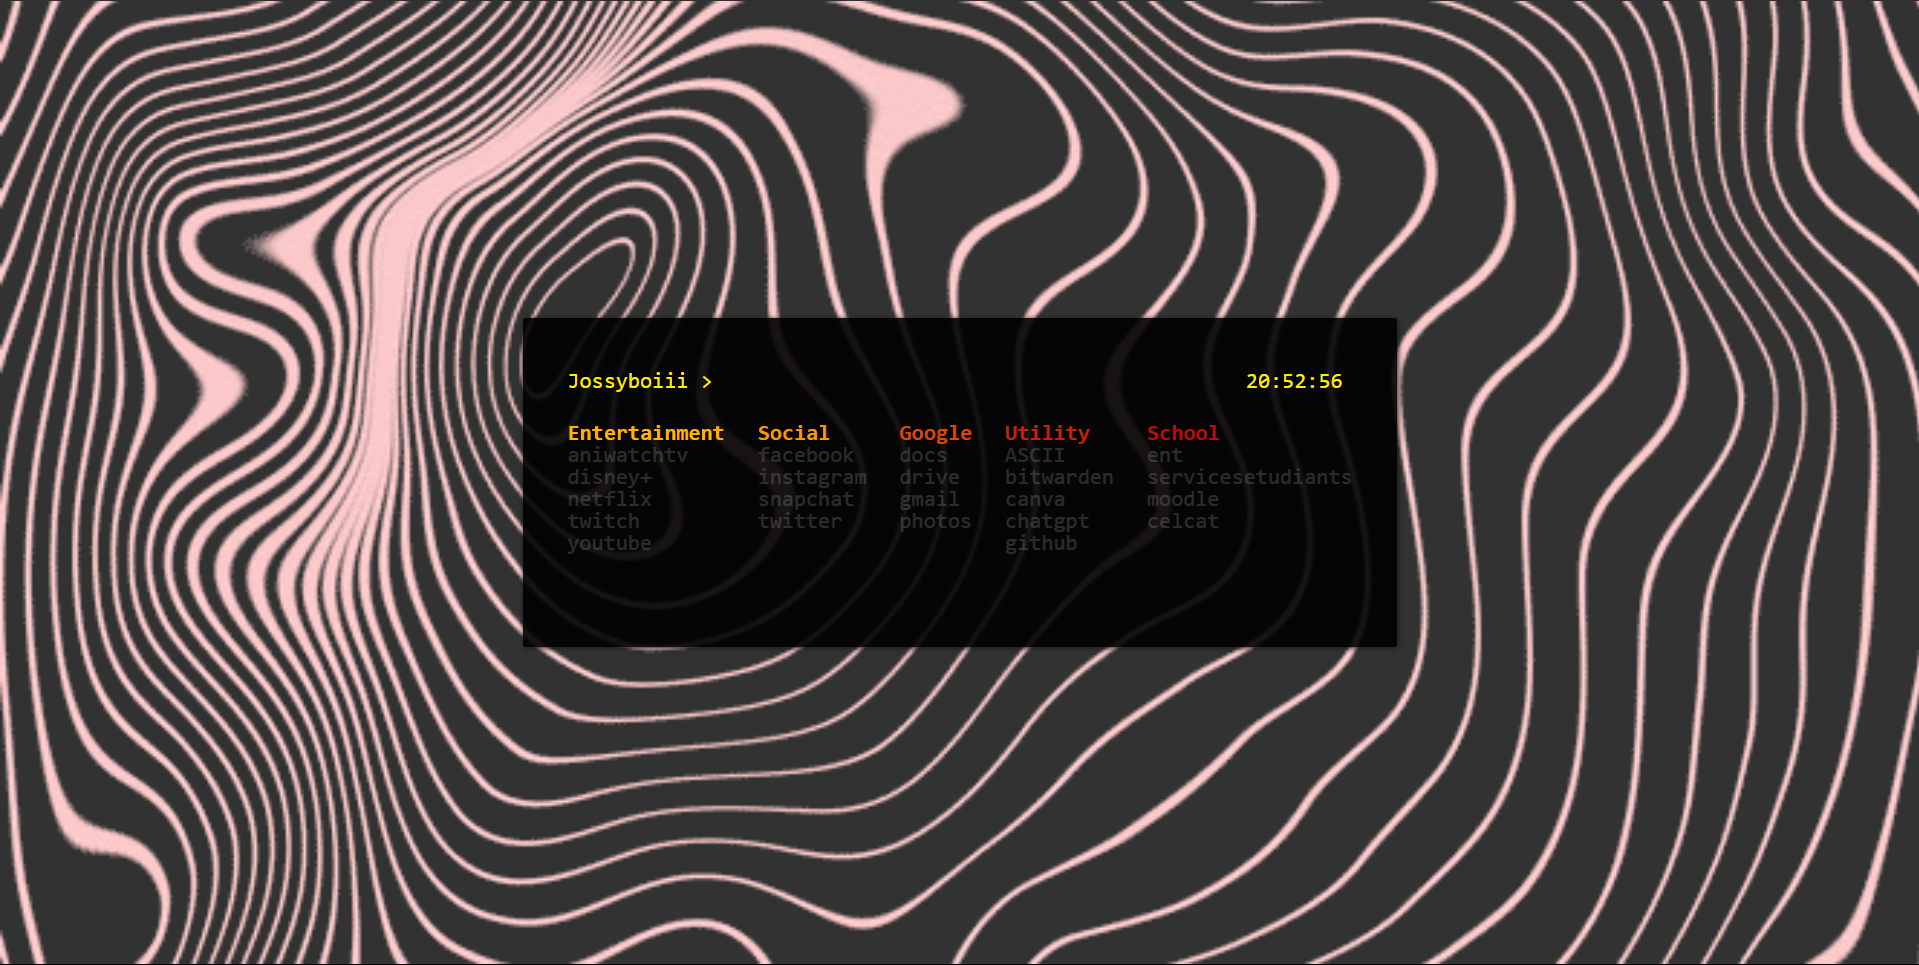 Jossyboiii > 20:52:56
Entertainment Social Google Utility School
aniwatchtv facebook docs ASCII ent
disney+ instagram drive bitwarden servicesetudiants
netflix snapchat gmail canva moodle
twitch twitter photos chatgpt celcat
youtube github